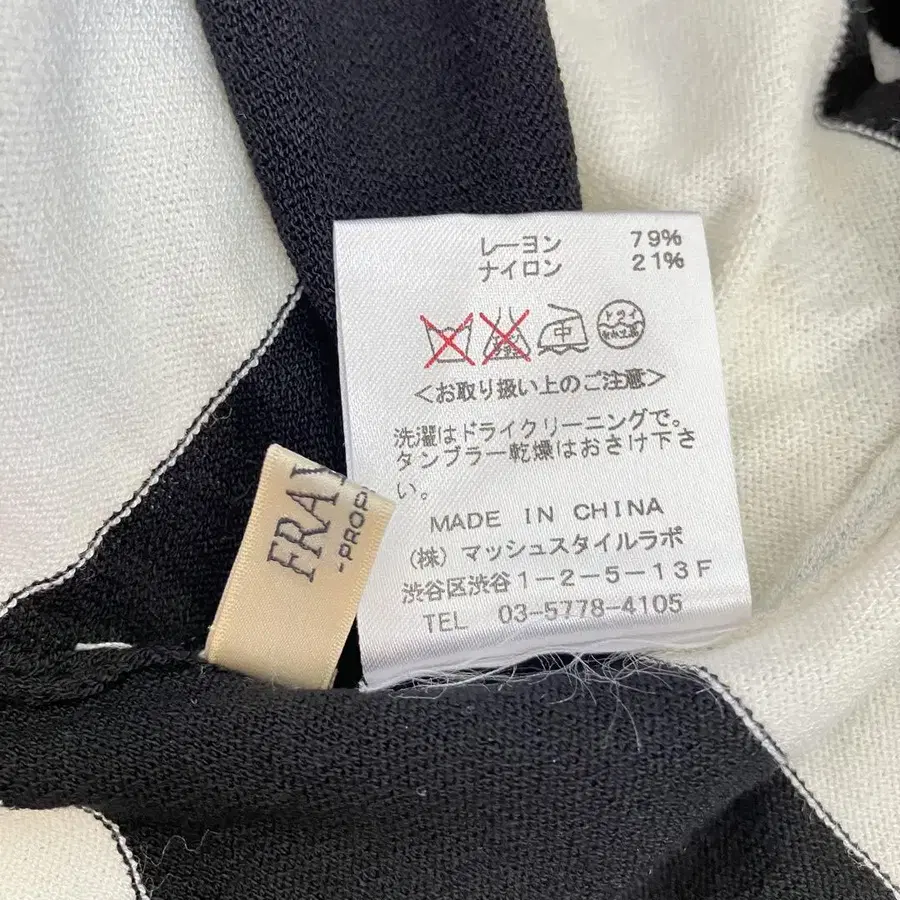 レーヨン 79%
ナイロン 21%
中
ドライ
<お取り扱い上のご注意>
洗濯はドライクリーニングで。
タンブラー乾燥はおさけ下さ
い。
MADE IN CHINA
(株) マッシュスタイルラボ
渋谷区渋谷1-2-5-13F
TEL 03-5778-4105
FRA
-PROP